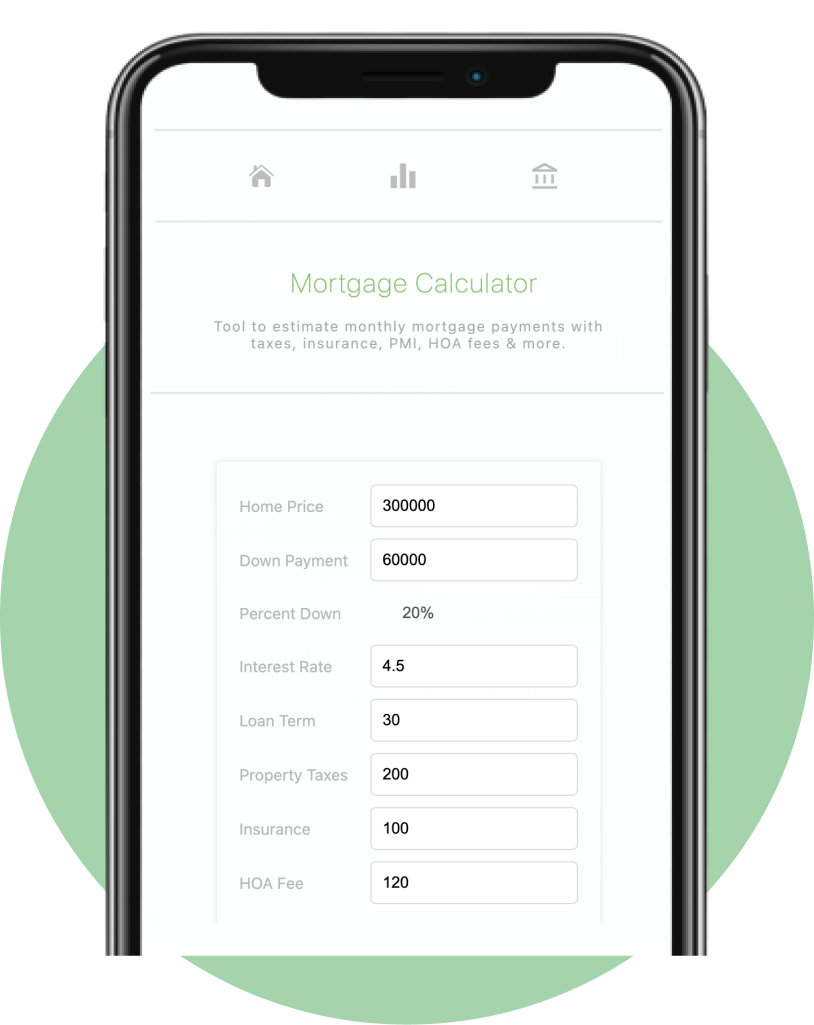 Mortgage Calculator
Tool to estimate monthly mortgage payments with
taxes, insurance, PMI, HOA fees & more.
Home Price 300000
Down Payment 60000
Percent Down 20%
Interest Rate 4.5
Loan Term 30
Property Taxes 200
Insurance 100
HOA Fee 120